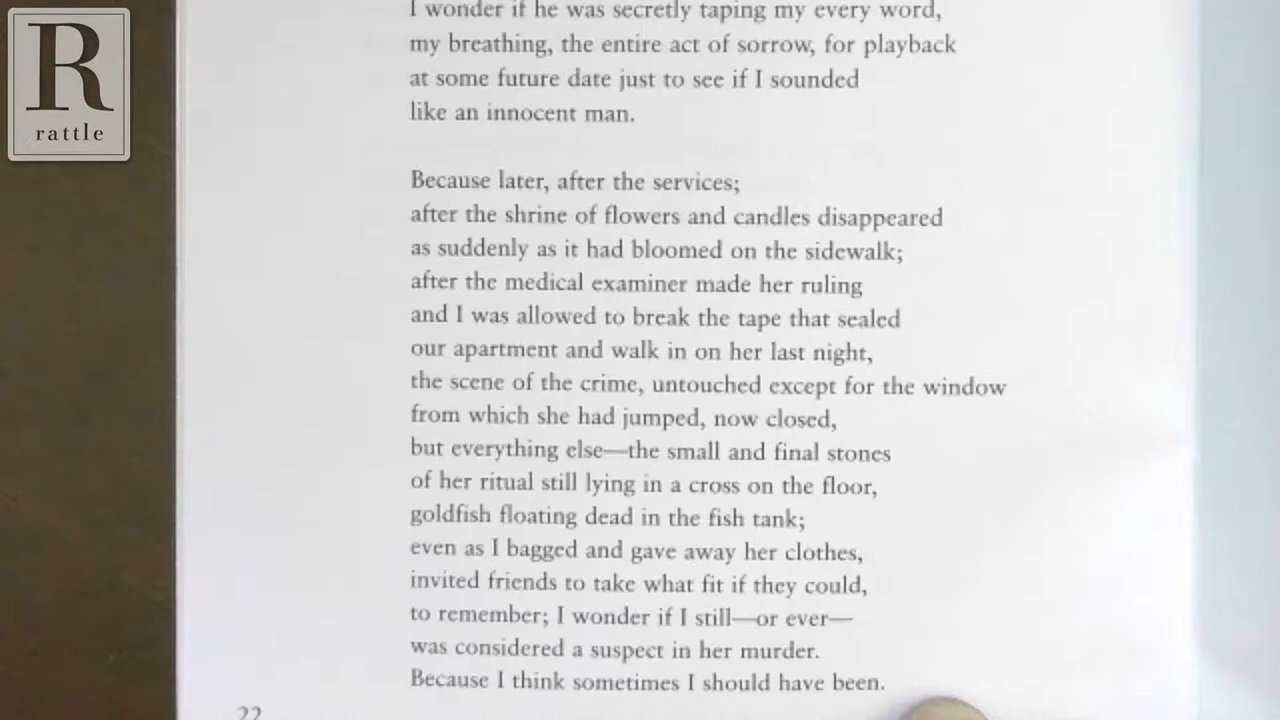 R
rattle
I wonder if he was secretly taping my every word,
my breathing, the entire act of sorrow, for playback
at some future date just to see if I sounded
like an innocent man.
Because later, after the services;
after the shrine of flowers and candles disappeared
as suddenly as it had bloomed on the sidewalk;
after the medical examiner made her ruling
and I was allowed to break the tape that sealed
our apartment and walk in on her last night,
the scene of the crime, untouched except for the window
from which she had jumped, now closed,
but everything else—the small and final stones
of her ritual still lying in a cross on the floor,
goldfish floating dead in the fish tank;
even as I bagged and gave away her clothes,
invited friends to take what fit if they could,
to remember; I wonder if I still—or ever—
was considered a suspect in her murder.
Because I think sometimes I should have been.
22